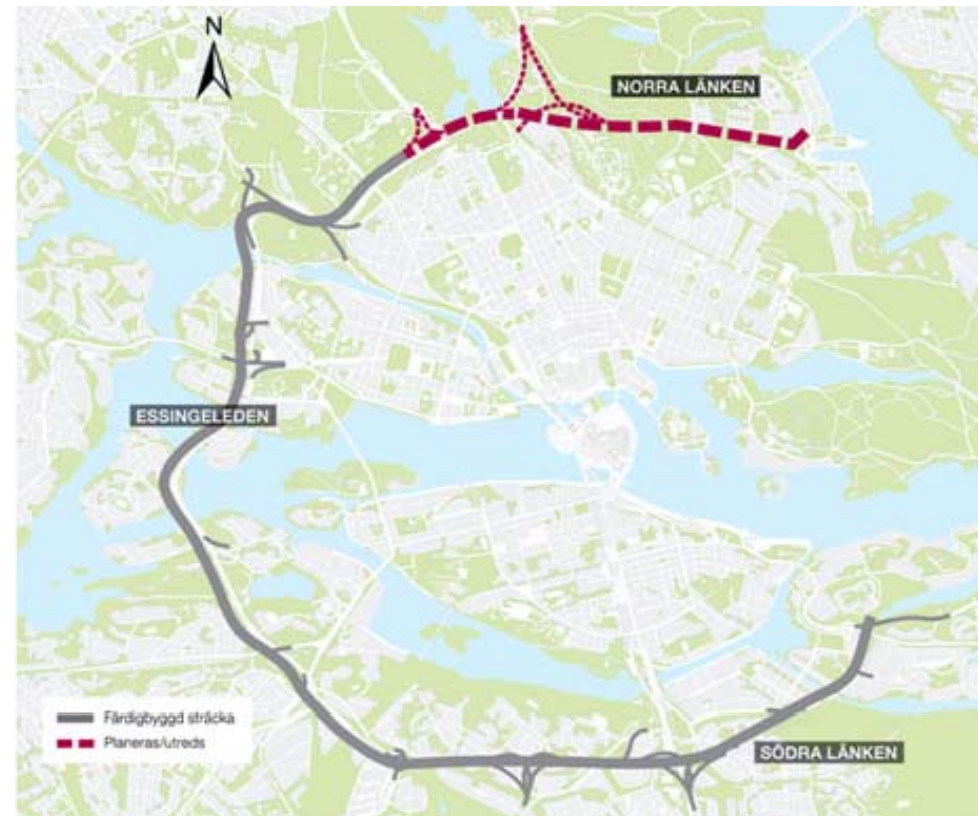 N
NORRA LÄNKEN
ESSINGELEDEN
Färdigbyggd sträcka
Planeras/utreds
SÖDRA LÄNKEN